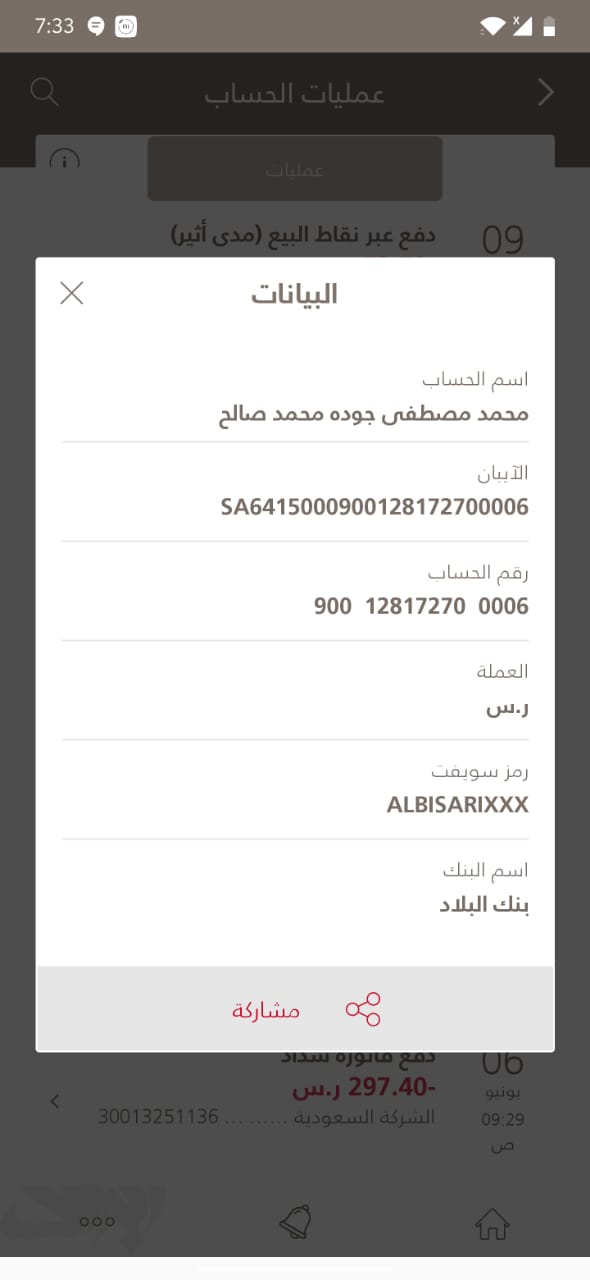 7:33
عمليات الحساب
عمليات
09
دفع عبر نقاط البيع (مدى أثير)
البيانات
اسم الحساب
محمد مصطفى جوده محمد صالح
الآيبان
SA6415000900128172700006
رقم الحساب
900 12817270 0006
العملة
ر.س
رمز سويفت
ALBISARIXXX
اسم البنك
بنك البلاد
مشاركة
06
دفع فاتورة سداد
-297.40 ر.س
يونيو
الشركة السعودية ......... 30013251136
09:29
ص